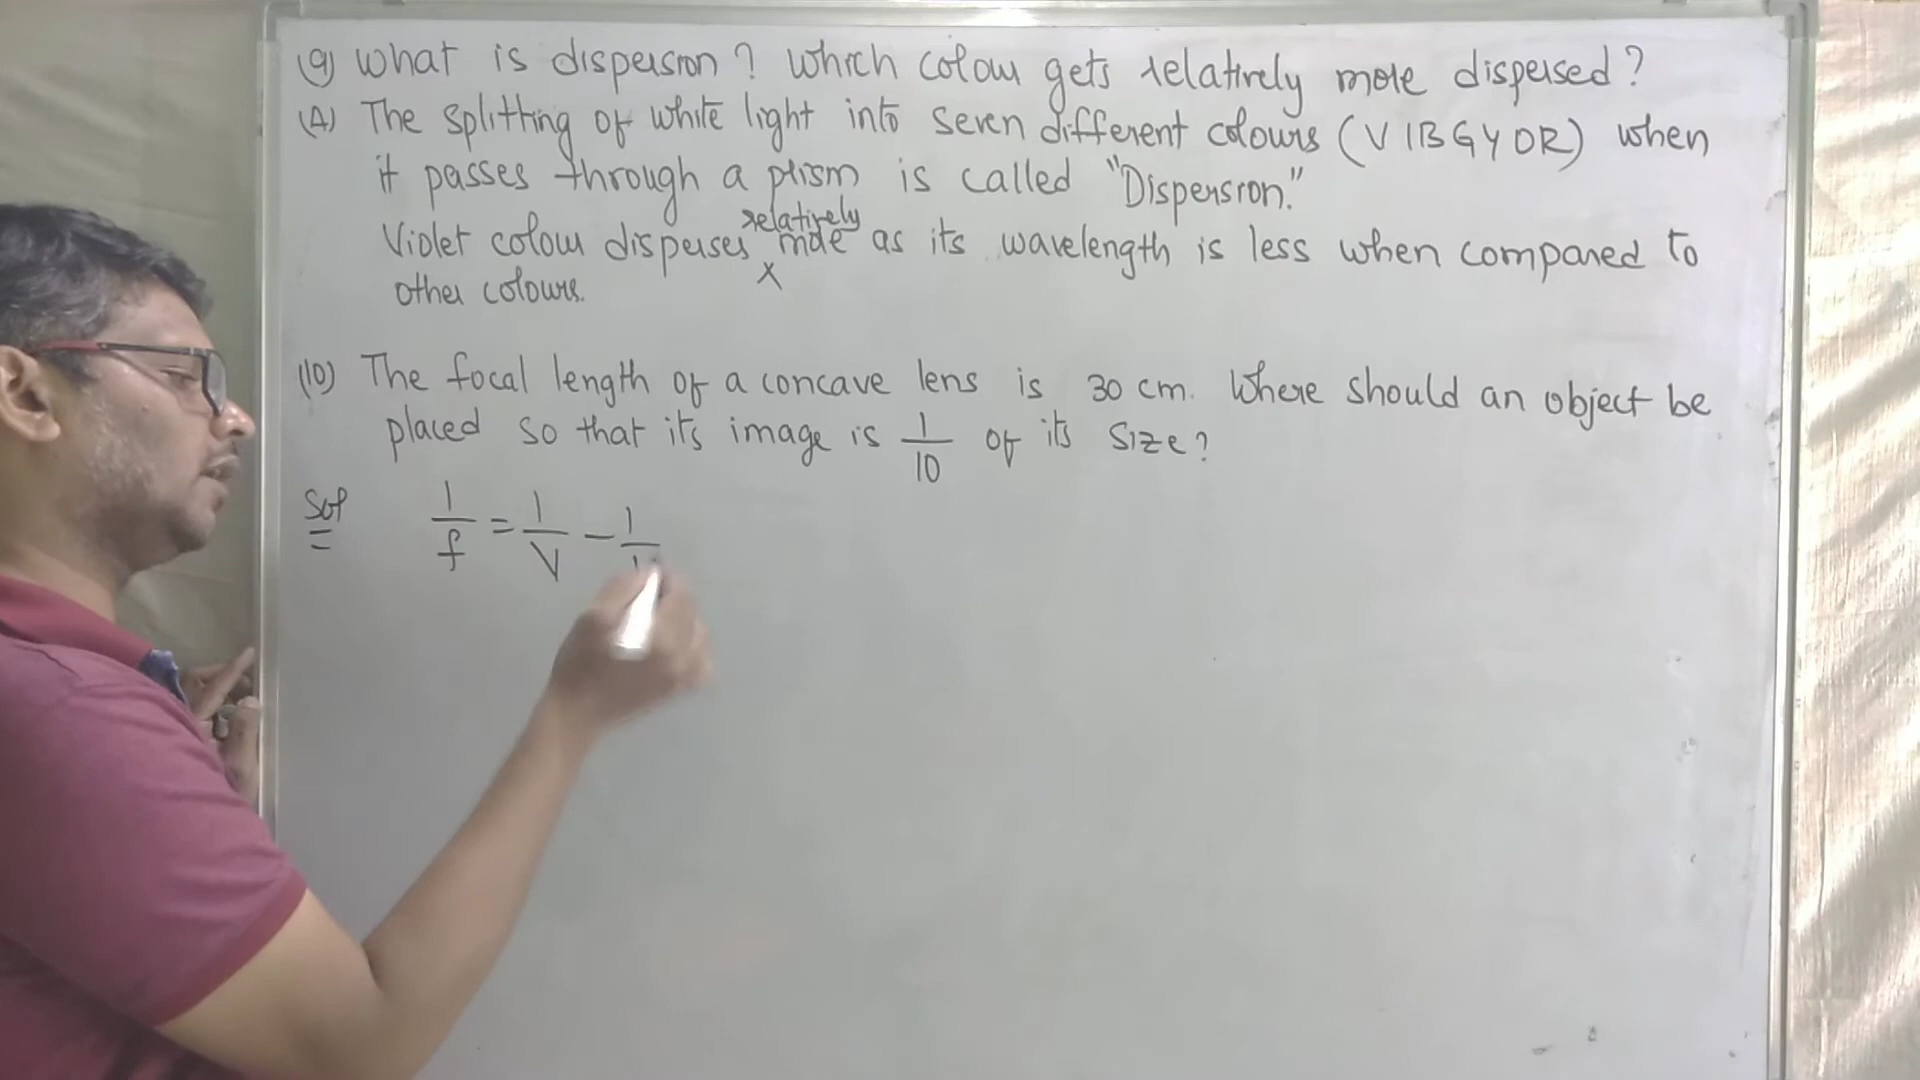 (9) What is dispersion? Which colour gets relatively more dispersed?
(A) The splitting of white light into seven different colours (VIBGYOR) when
it passes through a prism is called "Dispersion."
relatively
Violet colour disperses x more as its wavelength is less when compared to
other colours.
(10) The focal length of a concave lens is 30 cm. Where should an object be
placed so that its image is 1/10 of its size?
Sol 1/f = 1/V - 1/